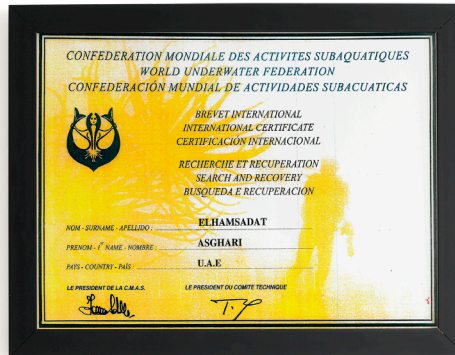 CONFEDERATION MONDIALE DES ACTIVITES SUBAQUATIQUES
WORLD UNDERWATER FEDERATION
CONFEDERACIÓN MUNDIAL DE ACTIVIDADES SUBACUATICAS
BREVET INTERNATIONAL
INTERNATIONAL CERTIFICATE
CERTIFICACIÓN INTERNACIONAL
RECHERCHE ET RECUPERATION
SEARCH AND RECOVERY
BUSQUEDA E RECUPERACION
NOM - SURNAME - APELLIDO : ELHAMSADAT
PRENOM - 1st NAME - NOMBRE : ASGHARI
PAYS - COUNTRY - PAÍS : U.A.E
LE PRESIDENT DE LA C.M.A.S. LE PRESIDENT DU COMITE TECHNIQUE